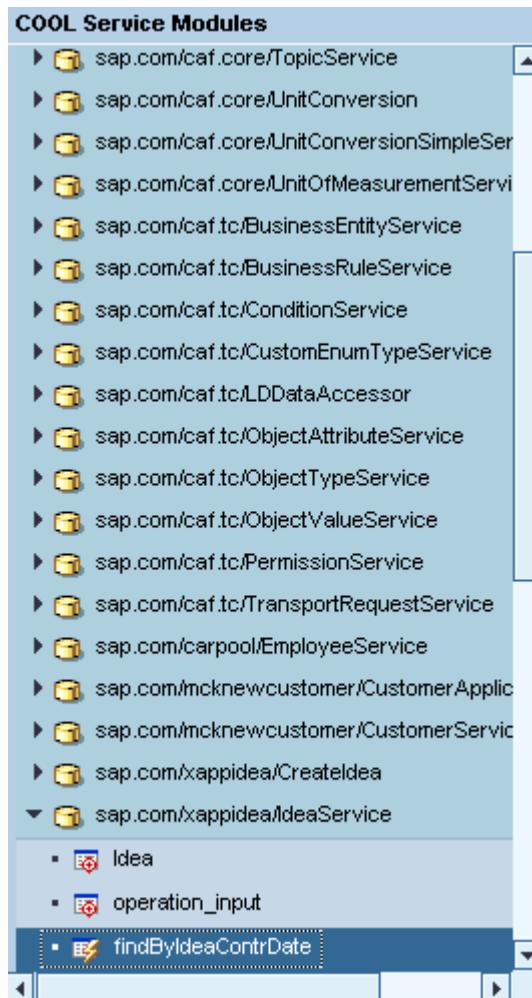 COOL Service Modules
sap.com/caf.core/TopicService
sap.com/caf.core/UnitConversion
sap.com/caf.core/UnitConversionSimpleSer
sap.com/caf.core/UnitOfMeasurementServi
sap.com/caf.tc/BusinessEntityService
sap.com/caf.tc/BusinessRuleService
sap.com/caf.tc/ConditionService
sap.com/caf.tc/CustomEnumTypeService
sap.com/caf.tc/LDDataAccessor
sap.com/caf.tc/ObjectAttributeService
sap.com/caf.tc/ObjectTypeService
sap.com/caf.tc/ObjectValueService
sap.com/caf.tc/PermissionService
sap.com/caf.tc/TransportRequestService
sap.com/carpool/EmployeeService
sap.com/mcknewcustomer/CustomerApplic
sap.com/mcknewcustomer/CustomerServic
sap.com/xappidea/CreateIdea
sap.com/xappidea/IdeaService
Idea
operation_input
findByIdeaContrDate